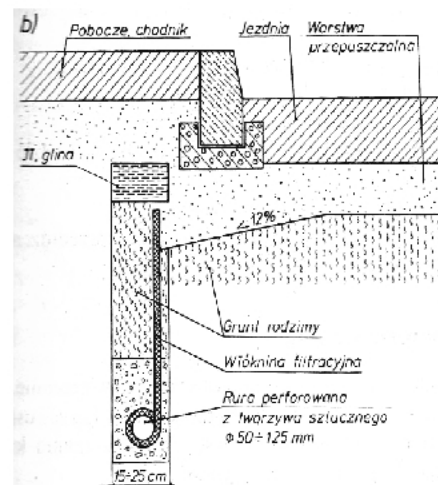 b)
Pobocze, chodnik
Jezdnia
Warstwa
przepuszczalna
Ił, glina
12%
Grunt rodzimy
Włóknina filtracyjna
Rura perforowana
z tworzywa sztucznego
Φ 50÷125 mm
15÷25 cm